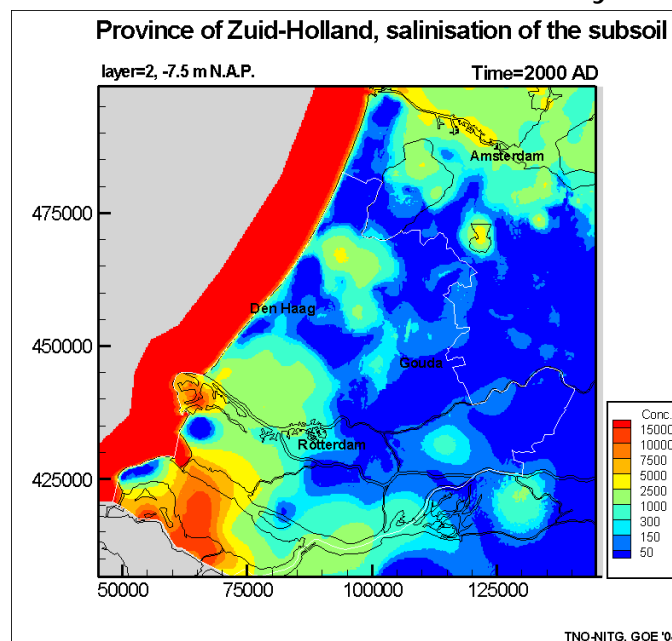 Province of Zuid-Holland, salinisation of the subsoil
layer=2, -7.5 m N.A.P.
Time=2000 AD
Amsterdam
475000
Den Haag
450000
Gouda
Rotterdam
425000
Conc.
15000
10000
7500
5000
2500
1000
300
150
50
50000
75000
100000
125000
TNO-NITG, GOE '0